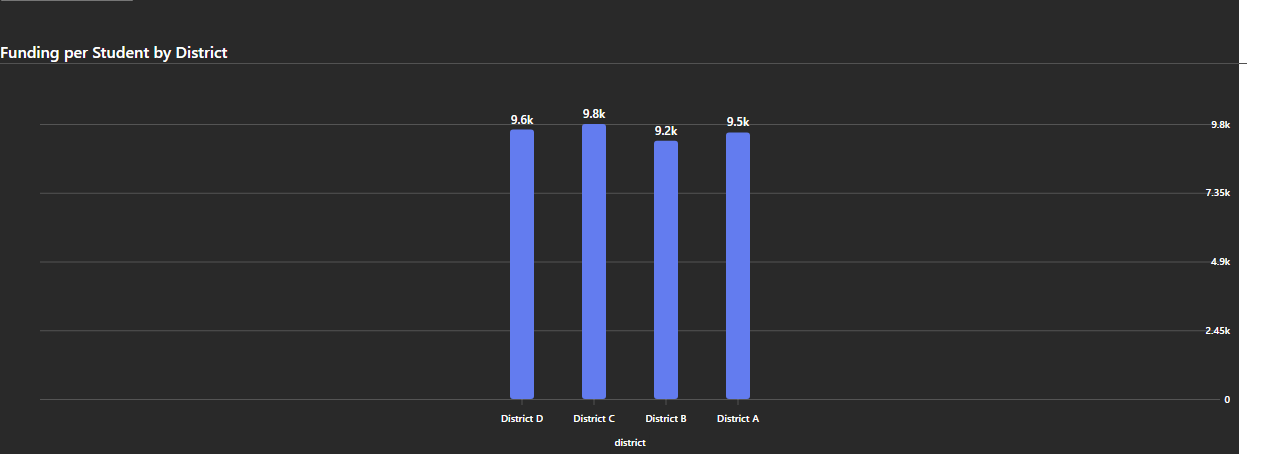 Funding per Student by District
9.6k 9.8k 9.2k 9.5k
9.8k
7.35k
4.9k
2.45k
0
District D District C District B District A
district